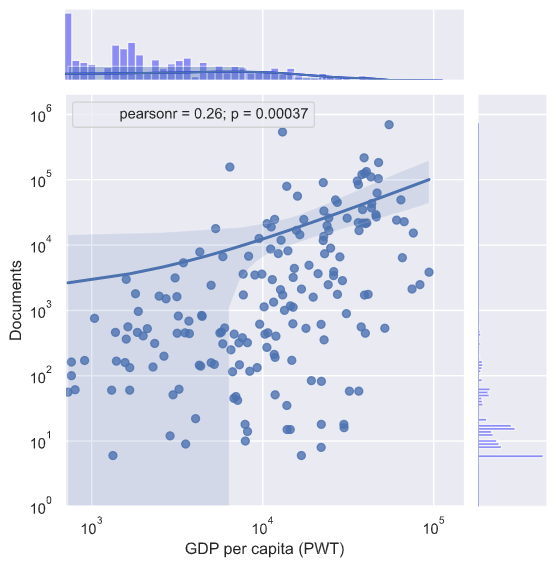 pearsonr = 0.26; p = 0.00037
10^6
10^5
10^4
10^3
10^2
10^1
10^0
Documents
10^3 10^4 10^5
GDP per capita (PWT)